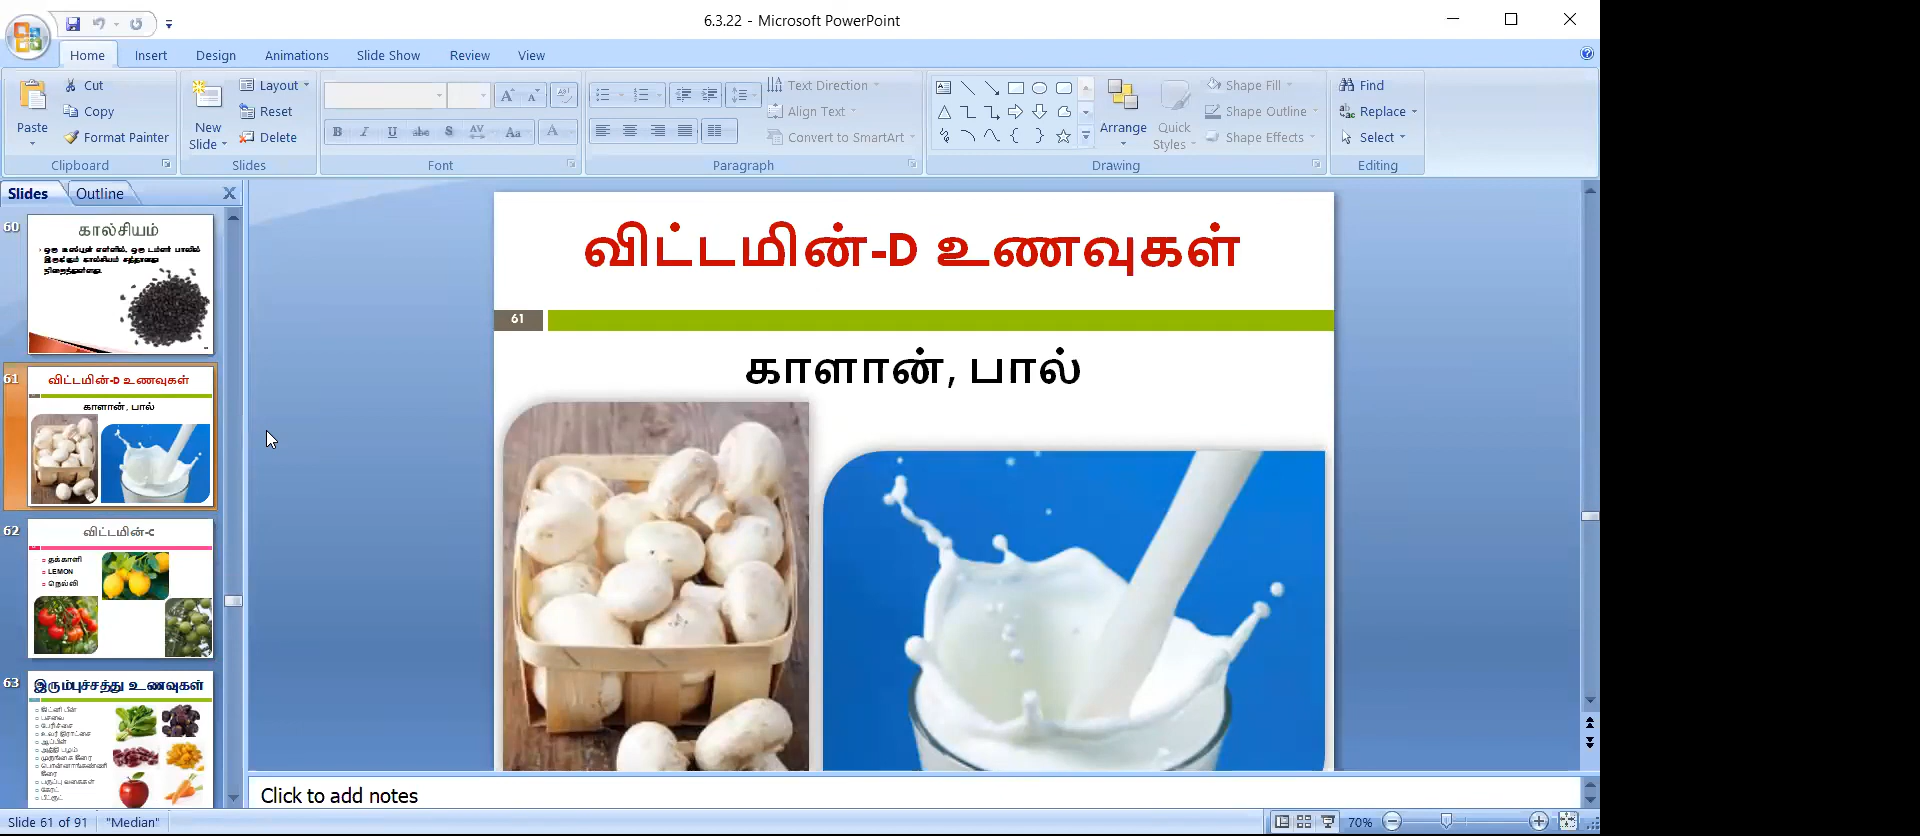 6.3.22 - Microsoft PowerPoint
Home Insert Design Animations Slide Show Review View
Paste
Cut
Copy
Format Painter
Clipboard
New Slide
Layout
Reset
Delete
Slides
Font
Text Direction
Align Text
Convert to SmartArt
Paragraph
Arrange
Quick Styles
Shape Fill
Shape Outline
Shape Effects
Drawing
Find
Replace
Select
Editing
Slides Outline
60
கால்சியம்
61
விட்டமின்-D உணவுகள்
காளான், பால்
62
விட்டமின்-C
தக்காளி
LEMON
நெல்லி
63
இரும்புச்சத்து உணவுகள்
விட்டமின்-D உணவுகள்
61
காளான், பால்
Click to add notes
Slide 61 of 91 "Median" 70%